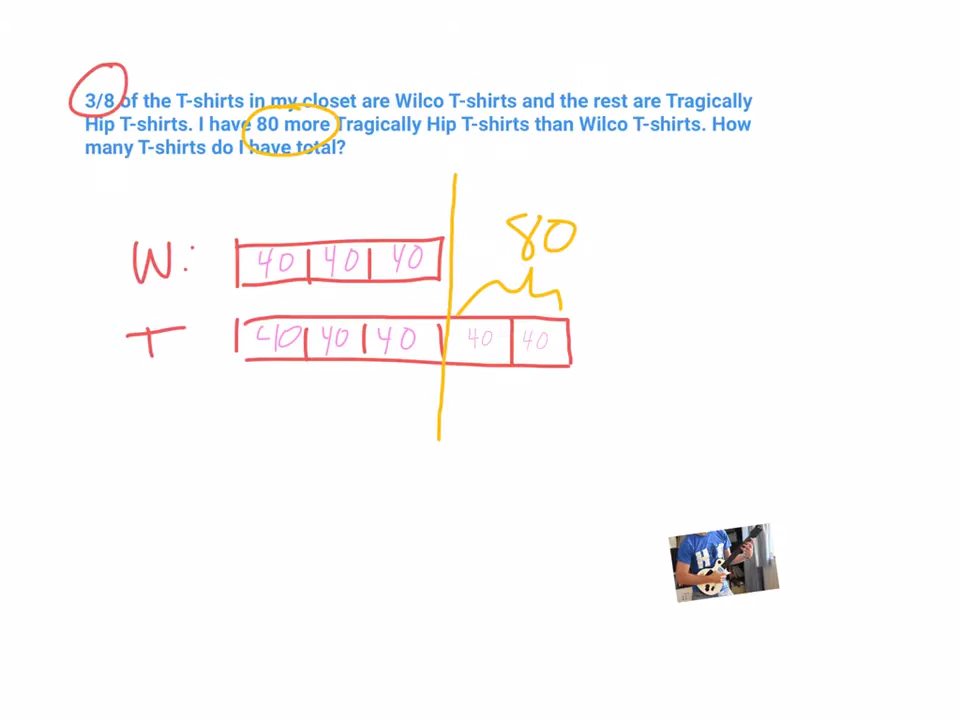 3/8 of the T-shirts in my closet are Wilco T-shirts and the rest are Tragically
Hip T-shirts. I have 80 more Tragically Hip T-shirts than Wilco T-shirts. How
many T-shirts do I have total?
80
W: 40 40 40
T 40 40 40 40 40
H